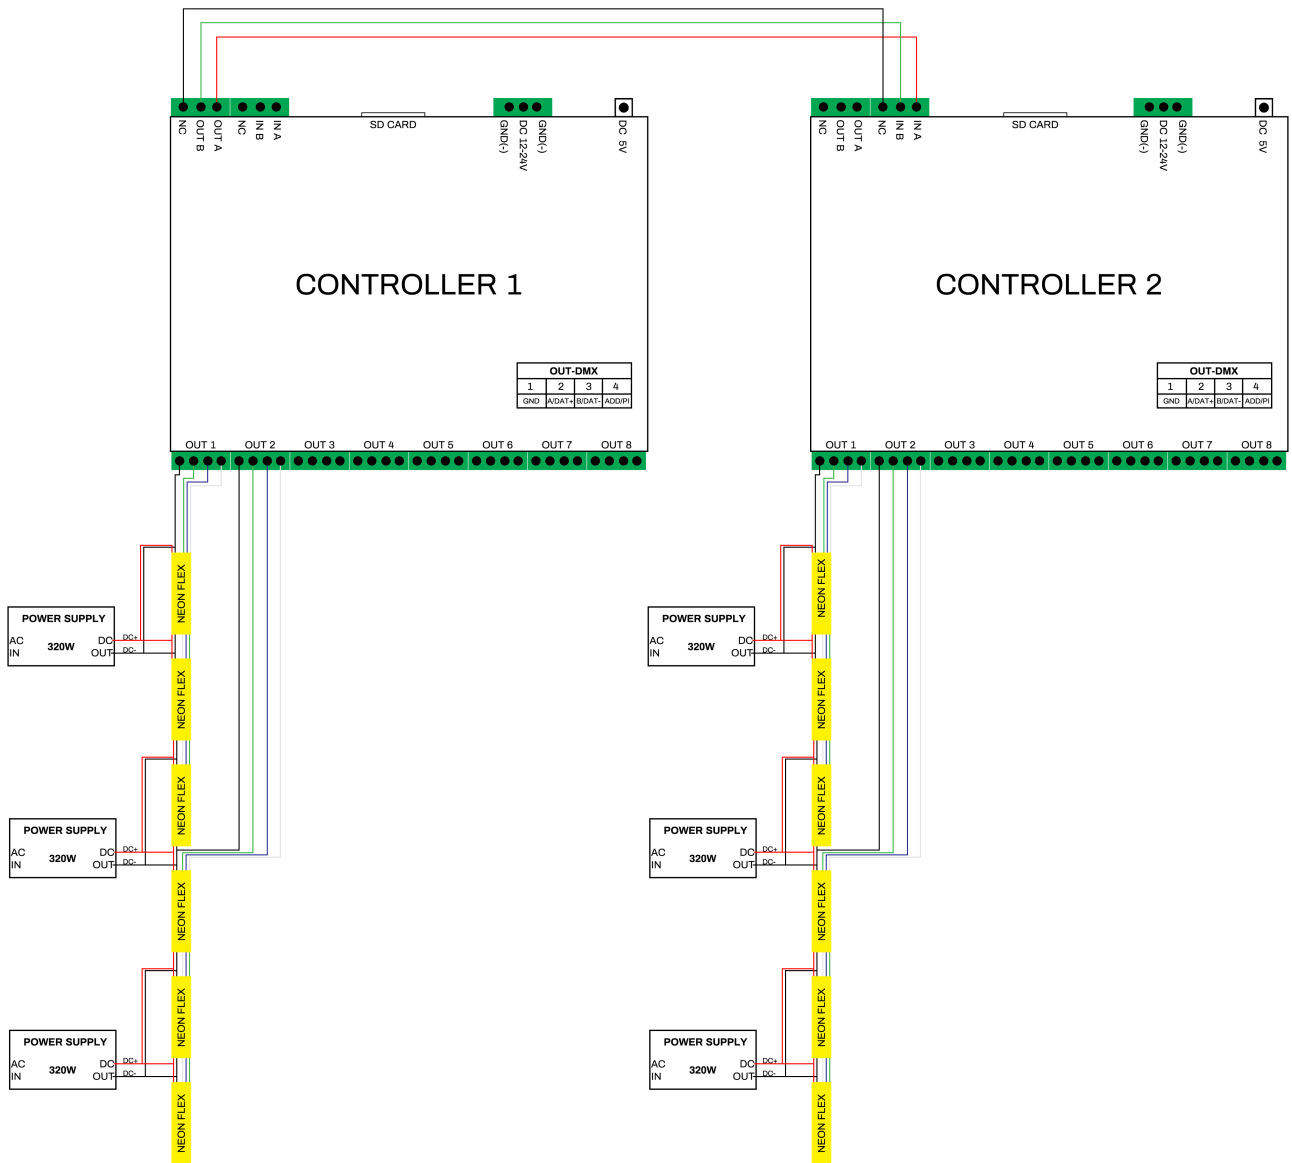 NC
OUT B
OUT A
NC
IN B
IN A
SD CARD
GND(-)
DC 12-24V
GND(-)
DC 5V
CONTROLLER 1
OUT-DMX
1 2 3 4
GND A/DAT+ B/DAT- ADD/PI
OUT 1 OUT 2 OUT 3 OUT 4 OUT 5 OUT 6 OUT 7 OUT 8
NC
OUT B
OUT A
NC
IN B
IN A
SD CARD
GND(-)
DC 12-24V
GND(-)
DC 5V
CONTROLLER 2
OUT-DMX
1 2 3 4
GND A/DAT+ B/DAT- ADD/PI
OUT 1 OUT 2 OUT 3 OUT 4 OUT 5 OUT 6 OUT 7 OUT 8
NEON FLEX
POWER SUPPLY
AC IN
320W
DC OUT
DC+
DC-
NEON FLEX
NEON FLEX
POWER SUPPLY
AC IN
320W
DC OUT
DC+
DC-
NEON FLEX
NEON FLEX
POWER SUPPLY
AC IN
320W
DC OUT
DC+
DC-
NEON FLEX
NEON FLEX
POWER SUPPLY
AC IN
320W
DC OUT
DC+
DC-
NEON FLEX
NEON FLEX
POWER SUPPLY
AC IN
320W
DC OUT
DC+
DC-
NEON FLEX
NEON FLEX
POWER SUPPLY
AC IN
320W
DC OUT
DC+
DC-
NEON FLEX